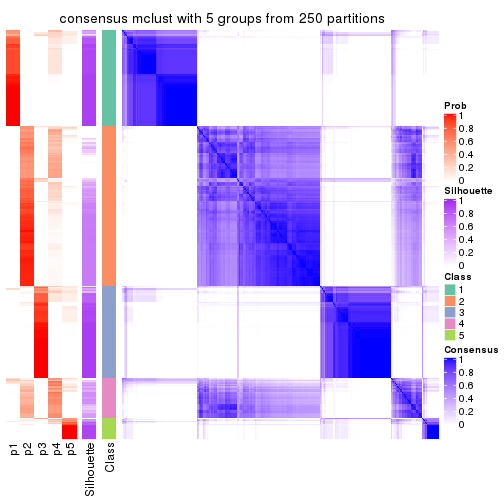 consensus mclust with 5 groups from 250 partitions
Prob
1
0.8
0.6
0.4
0.2
0
Silhouette
1
0.8
0.6
0.4
0.2
0
Class
1
2
3
4
5
Consensus
1
0.8
0.6
0.4
0.2
0
p1
p2
p3
p4
p5
Silhouette
Class